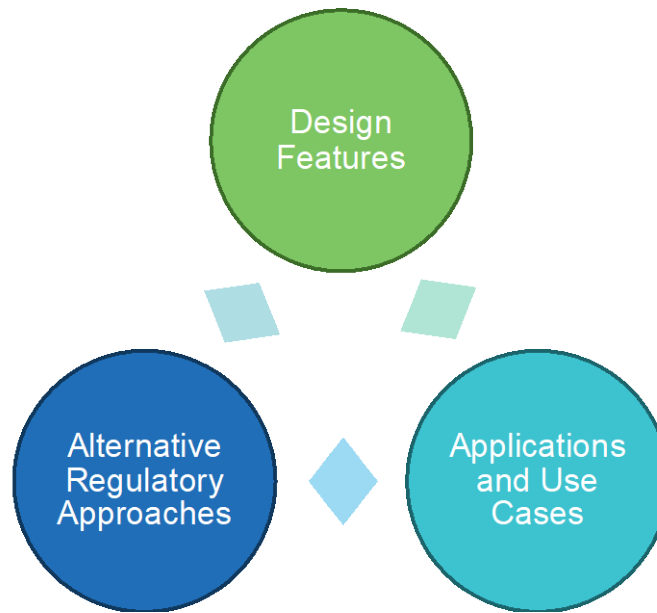 Design
Features
Alternative
Regulatory
Approaches
Applications
and Use
Cases